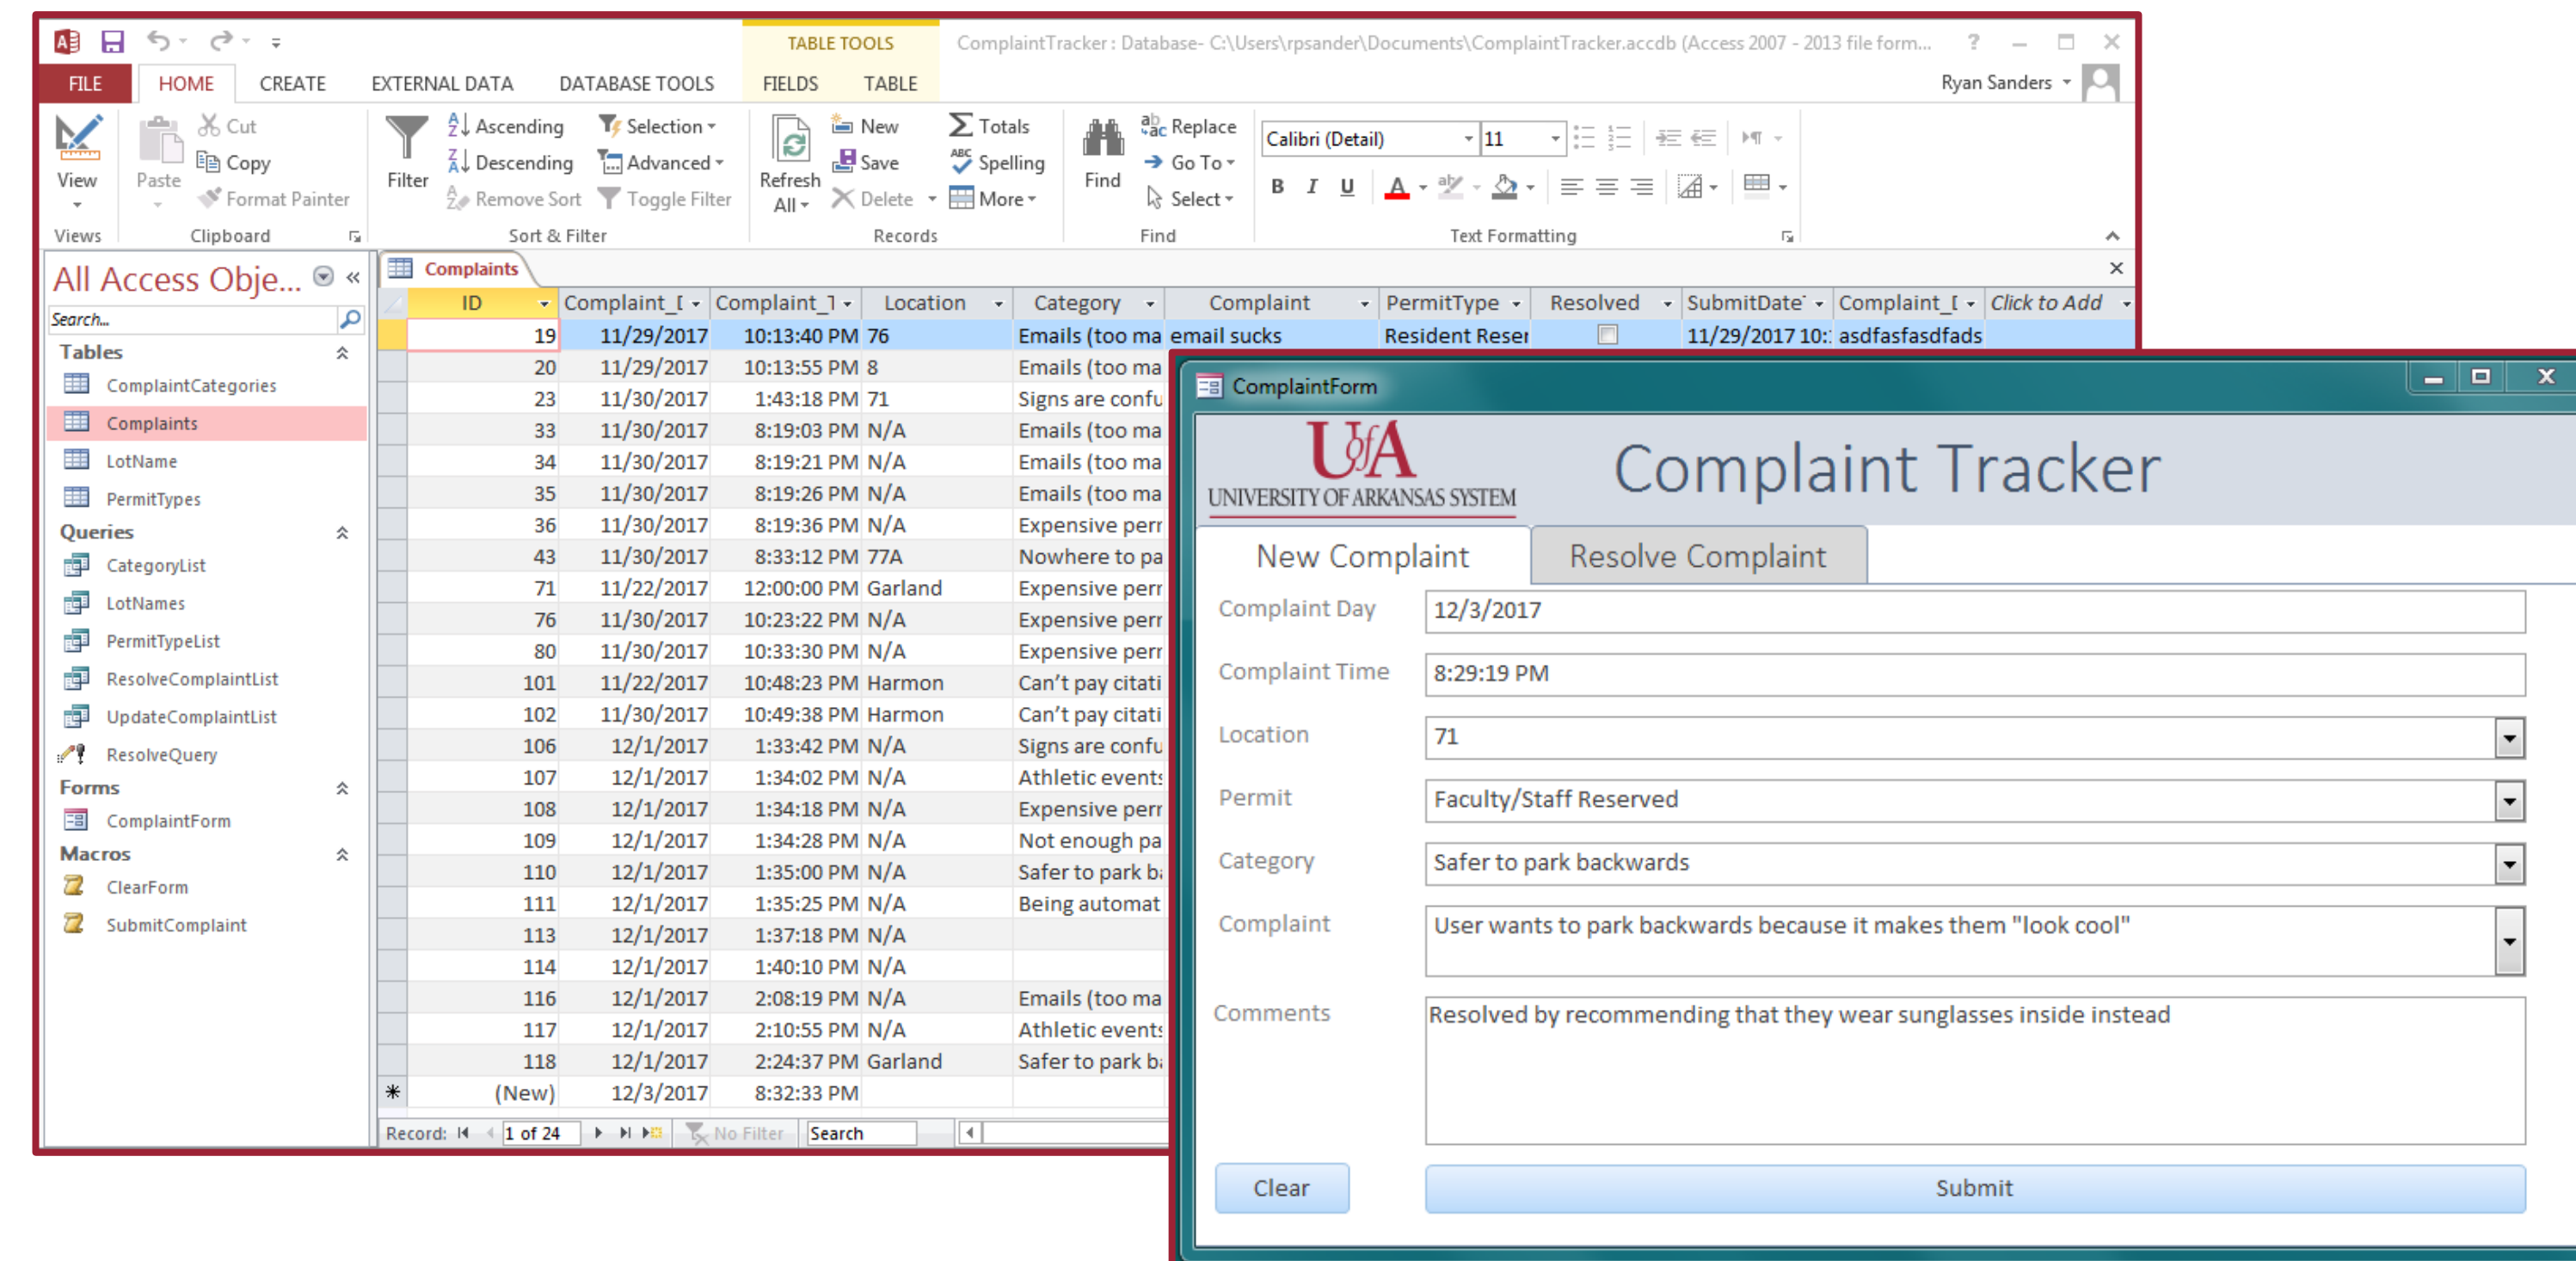 TABLE TOOLS ComplaintTracker : Database- C:\Users\rpsander\Documents\ComplaintTracker.accdb (Access 2007 - 2013 file form... ?
FILE HOME CREATE EXTERNAL DATA DATABASE TOOLS FIELDS TABLE Ryan Sanders
View Paste Cut Copy Format Painter
Filter Ascending Descending Remove Sort Selection Advanced Toggle Filter
Refresh All New Save Delete Totals Spelling More
Find Replace Go To Select
Calibri (Detail) 11
B I U A
Views Clipboard Sort & Filter Records Find Text Formatting
All Access Obje... «
Search...
Tables
ComplaintCategories
Complaints
LotName
PermitTypes
Queries
CategoryList
LotNames
PermitTypeList
ResolveComplaintList
UpdateComplaintList
ResolveQuery
Forms
ComplaintForm
Macros
ClearForm
SubmitComplaint
Complaints
ID Complaint_ Complaint_ Location Category Complaint PermitType Resolved SubmitDate Complaint_ Click to Add
19 11/29/2017 10:13:40 PM 76 Emails (too ma email sucks Resident Reser 11/29/2017 10: asdfasfasdfads
20 11/29/2017 10:13:55 PM 8 Emails (too ma
23 11/30/2017 1:43:18 PM 71 Signs are confu
33 11/30/2017 8:19:03 PM N/A Emails (too ma
34 11/30/2017 8:19:21 PM N/A Emails (too ma
35 11/30/2017 8:19:26 PM N/A Emails (too ma
36 11/30/2017 8:19:36 PM N/A Expensive perr
43 11/30/2017 8:33:12 PM 77A Nowhere to pa
71 11/22/2017 12:00:00 PM Garland Expensive perr
76 11/30/2017 10:23:22 PM N/A Expensive perr
80 11/30/2017 10:33:30 PM N/A Expensive perr
101 11/22/2017 10:48:23 PM Harmon Can't pay citati
102 11/30/2017 10:49:38 PM Harmon Can't pay citati
106 12/1/2017 1:33:42 PM N/A Signs are confu
107 12/1/2017 1:34:02 PM N/A Athletic events
108 12/1/2017 1:34:18 PM N/A Expensive perr
109 12/1/2017 1:34:28 PM N/A Not enough pa
110 12/1/2017 1:35:00 PM N/A Safer to park b
111 12/1/2017 1:35:25 PM N/A Being automat
113 12/1/2017 1:37:18 PM N/A
114 12/1/2017 1:40:10 PM N/A
116 12/1/2017 2:08:19 PM N/A Emails (too ma
117 12/1/2017 2:10:55 PM N/A Athletic events
118 12/1/2017 2:24:37 PM Garland Safer to park b
* (New) 12/3/2017 8:32:33 PM
Record: 1 of 24 No Filter Search
ComplaintForm
UofA
UNIVERSITY OF ARKANSAS SYSTEM
Complaint Tracker
New Complaint Resolve Complaint
Complaint Day 12/3/2017
Complaint Time 8:29:19 PM
Location 71
Permit Faculty/Staff Reserved
Category Safer to park backwards
Complaint User wants to park backwards because it makes them "look cool"
Comments Resolved by recommending that they wear sunglasses inside instead
Clear Submit